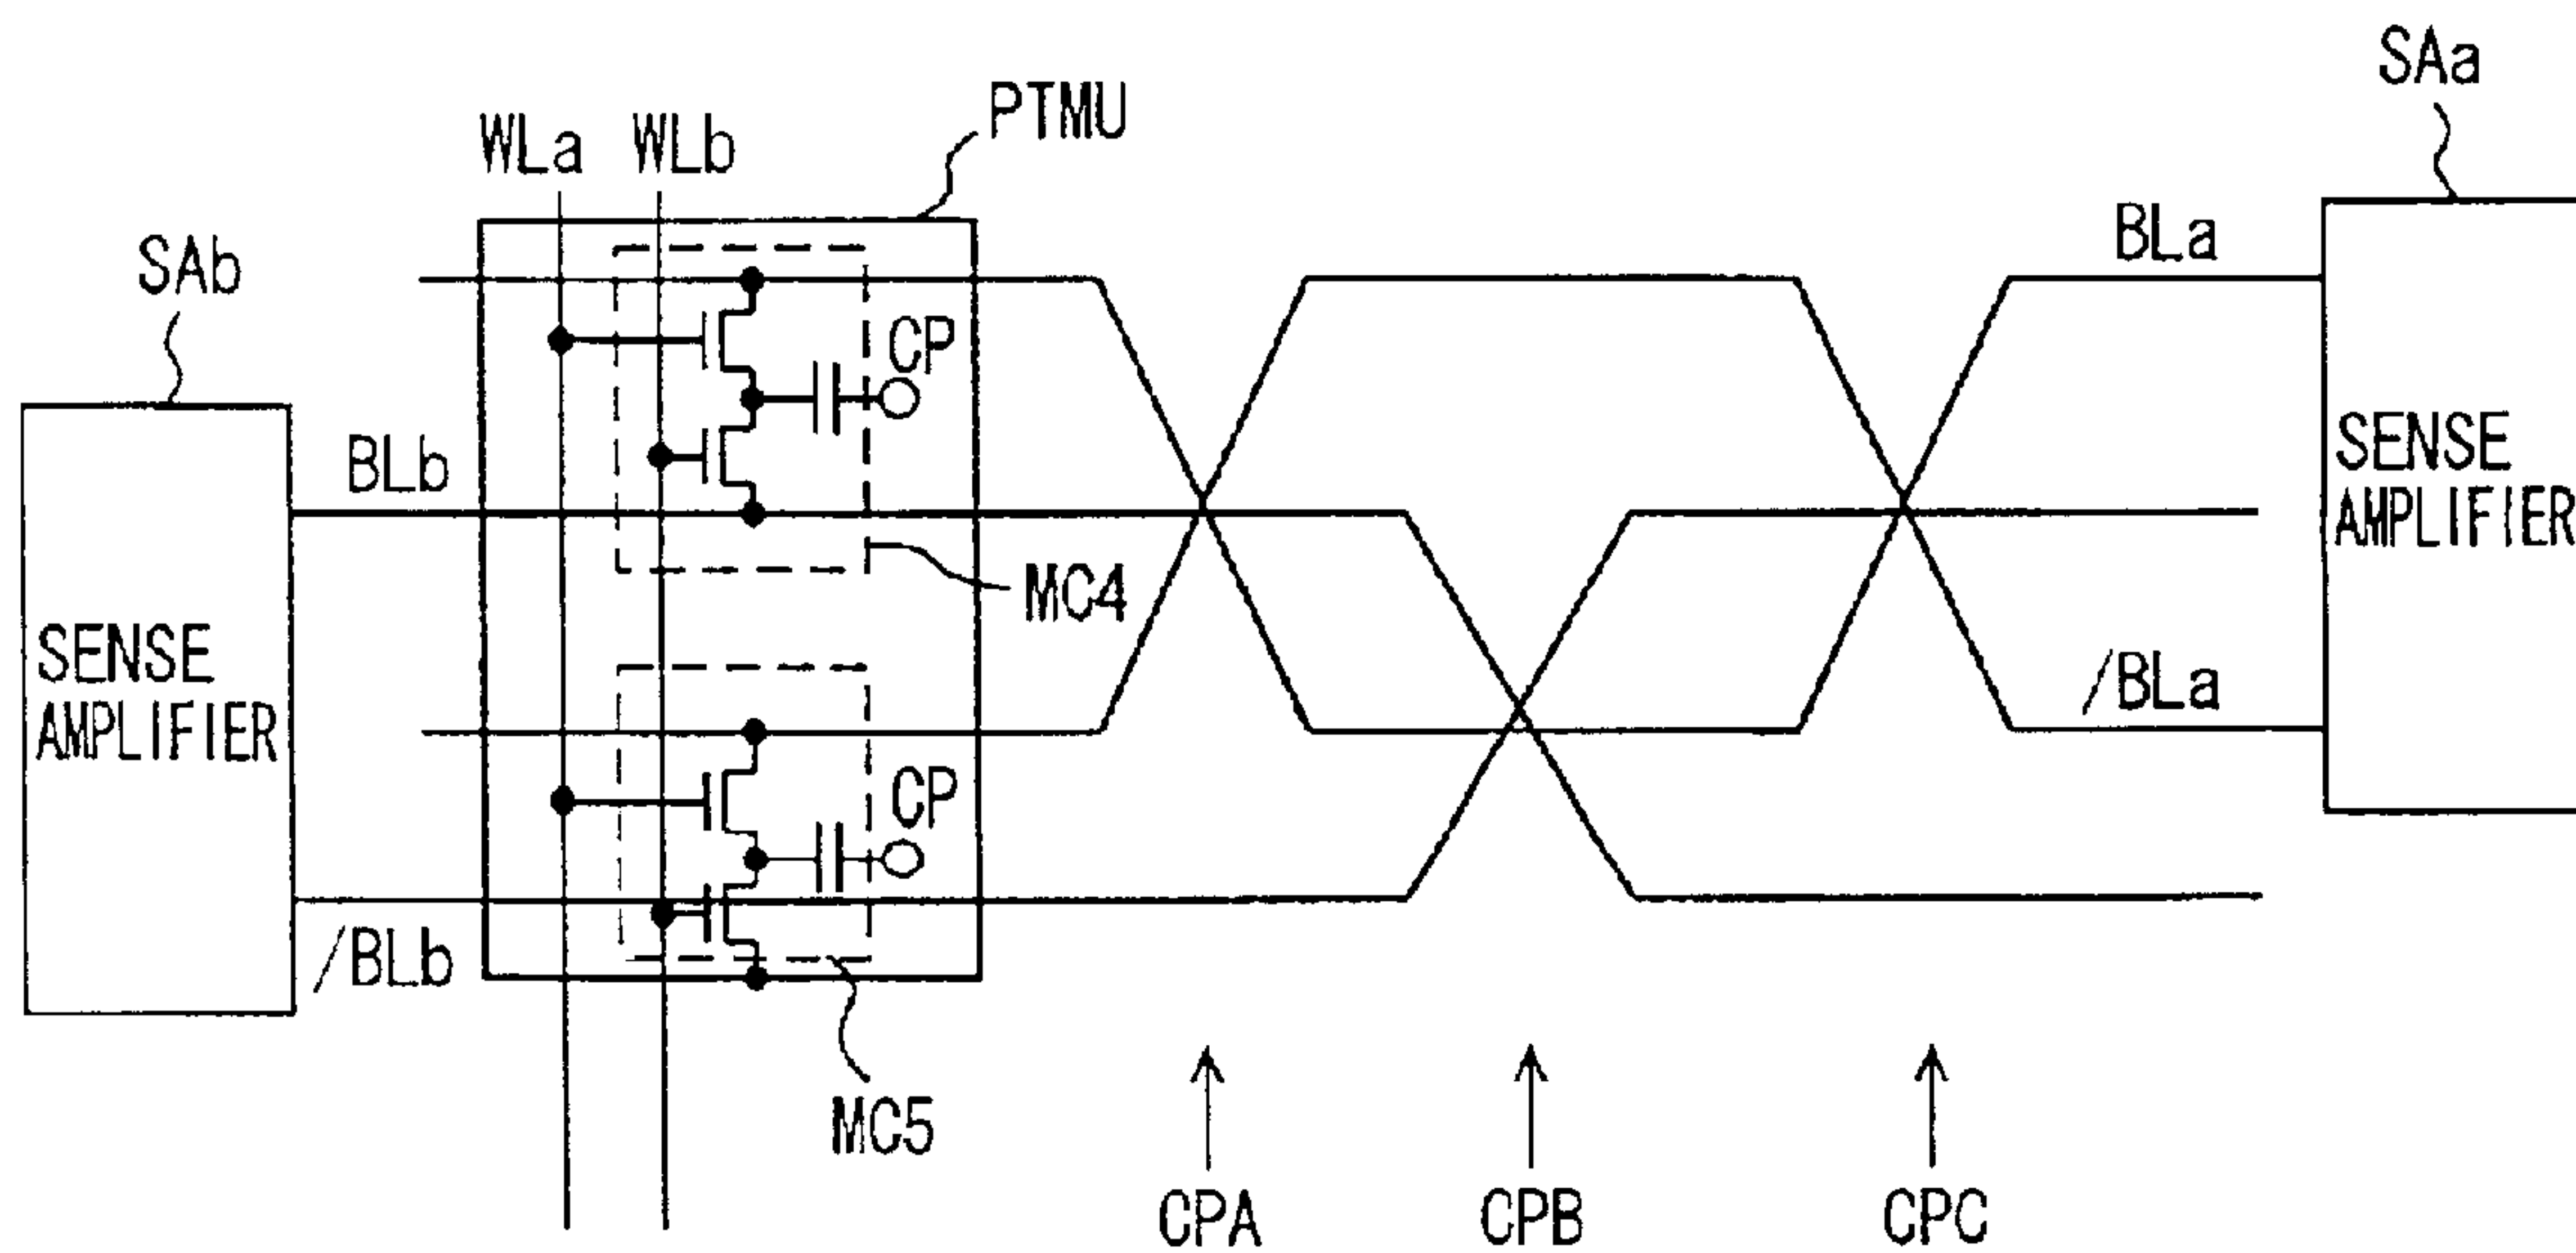 SAa
PTMU
WLa WLb
BLa
SAb
CP
BLb
SENSE
AMPLIFIER
MC4
SENSE
AMPLIFIER
/BLa
CP
/BLb
MC5
CPA CPB CPC